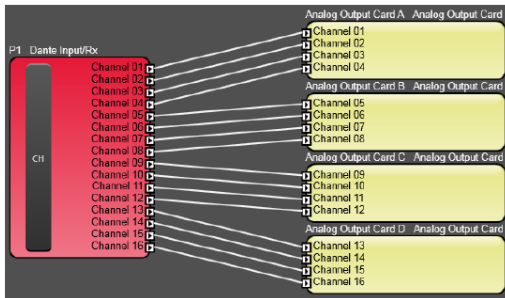 P1 Dante Input/Rx
CH
Channel 01
Channel 02
Channel 03
Channel 04
Channel 05
Channel 06
Channel 07
Channel 08
Channel 09
Channel 10
Channel 11
Channel 12
Channel 13
Channel 14
Channel 15
Channel 16
Analog Output Card A Analog Output Card
Channel 01
Channel 02
Channel 03
Channel 04
Analog Output Card B Analog Output Card
Channel 05
Channel 06
Channel 07
Channel 08
Analog Output Card C Analog Output Card
Channel 09
Channel 10
Channel 11
Channel 12
Analog Output Card D Analog Output Card
Channel 13
Channel 14
Channel 15
Channel 16